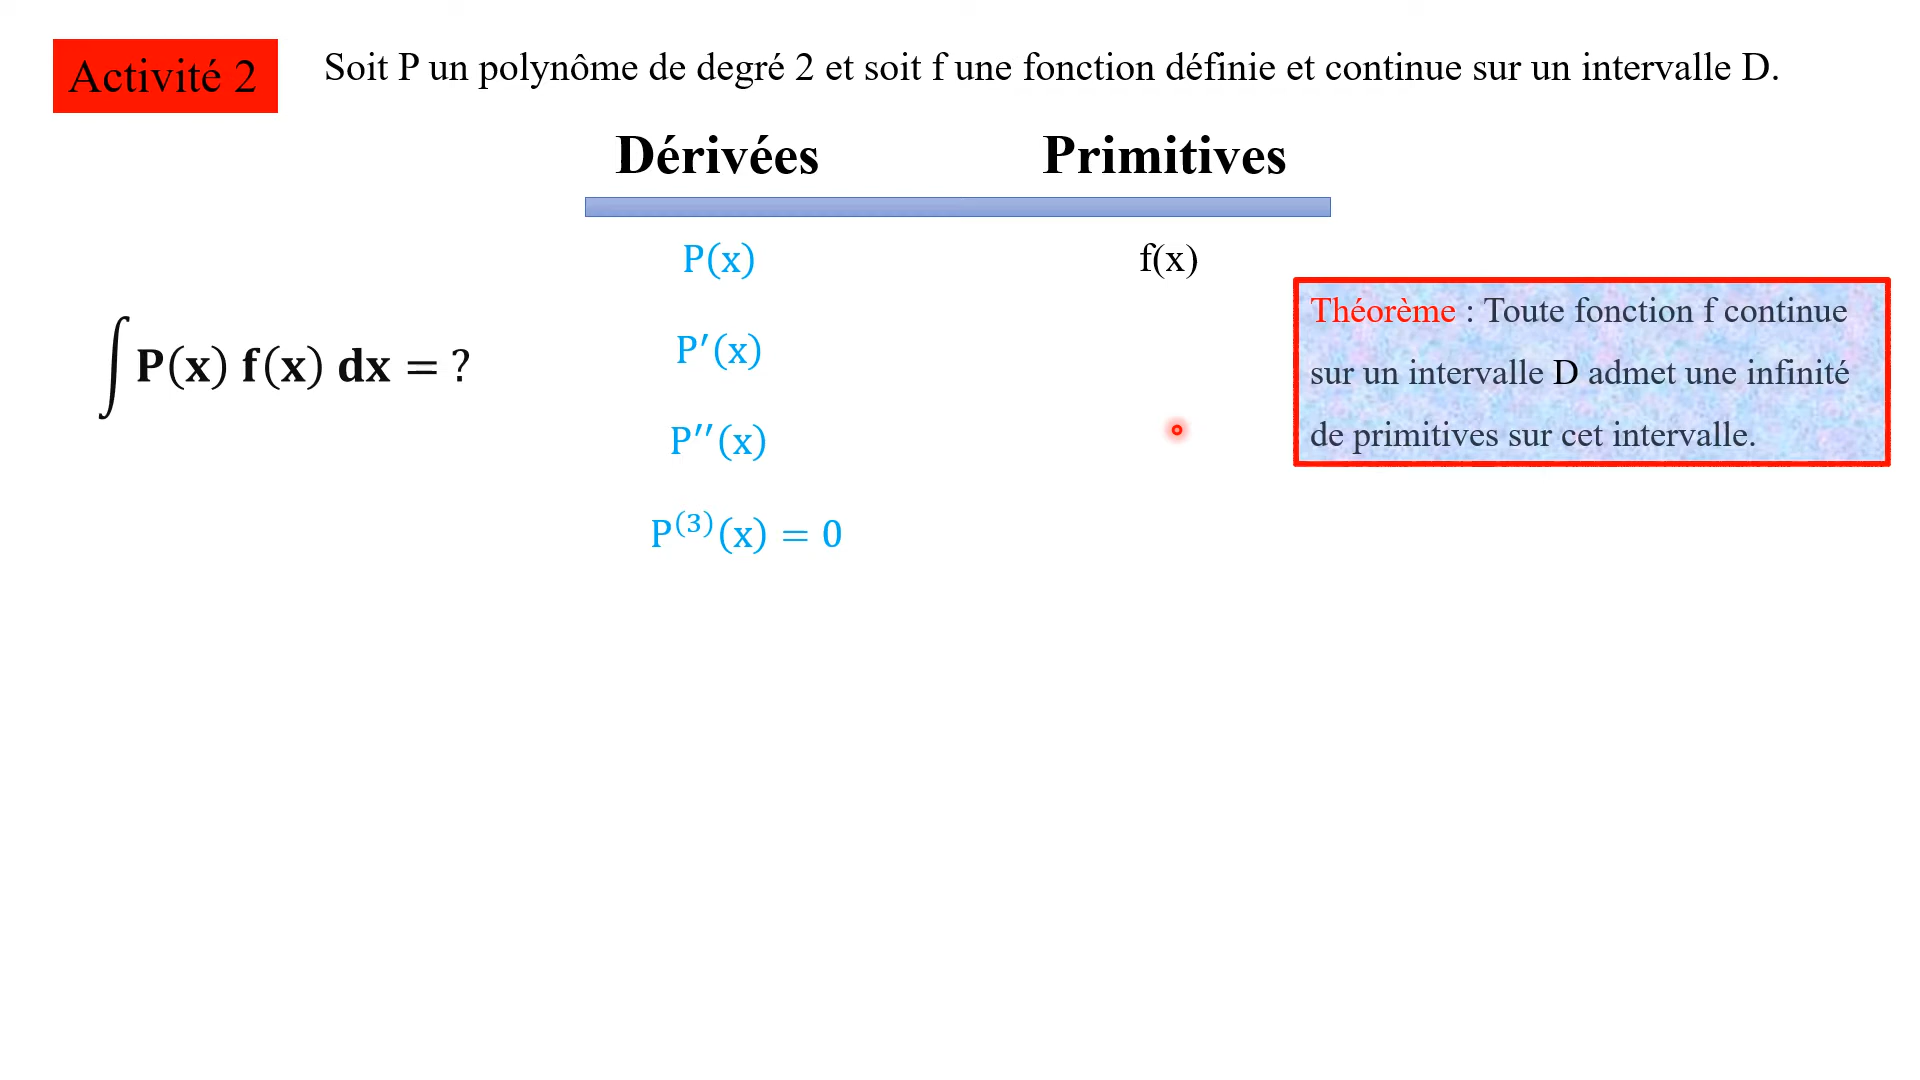 Activité 2
Soit P un polynôme de degré 2 et soit f une fonction définie et continue sur un intervalle D.
Dérivées Primitives
P(x) f(x)
P′(x)
P′′(x)
P⁽³⁾(x) = 0
∫ P(x) f(x) dx = ?
Théorème : Toute fonction f continue
sur un intervalle D admet une infinité
de primitives sur cet intervalle.